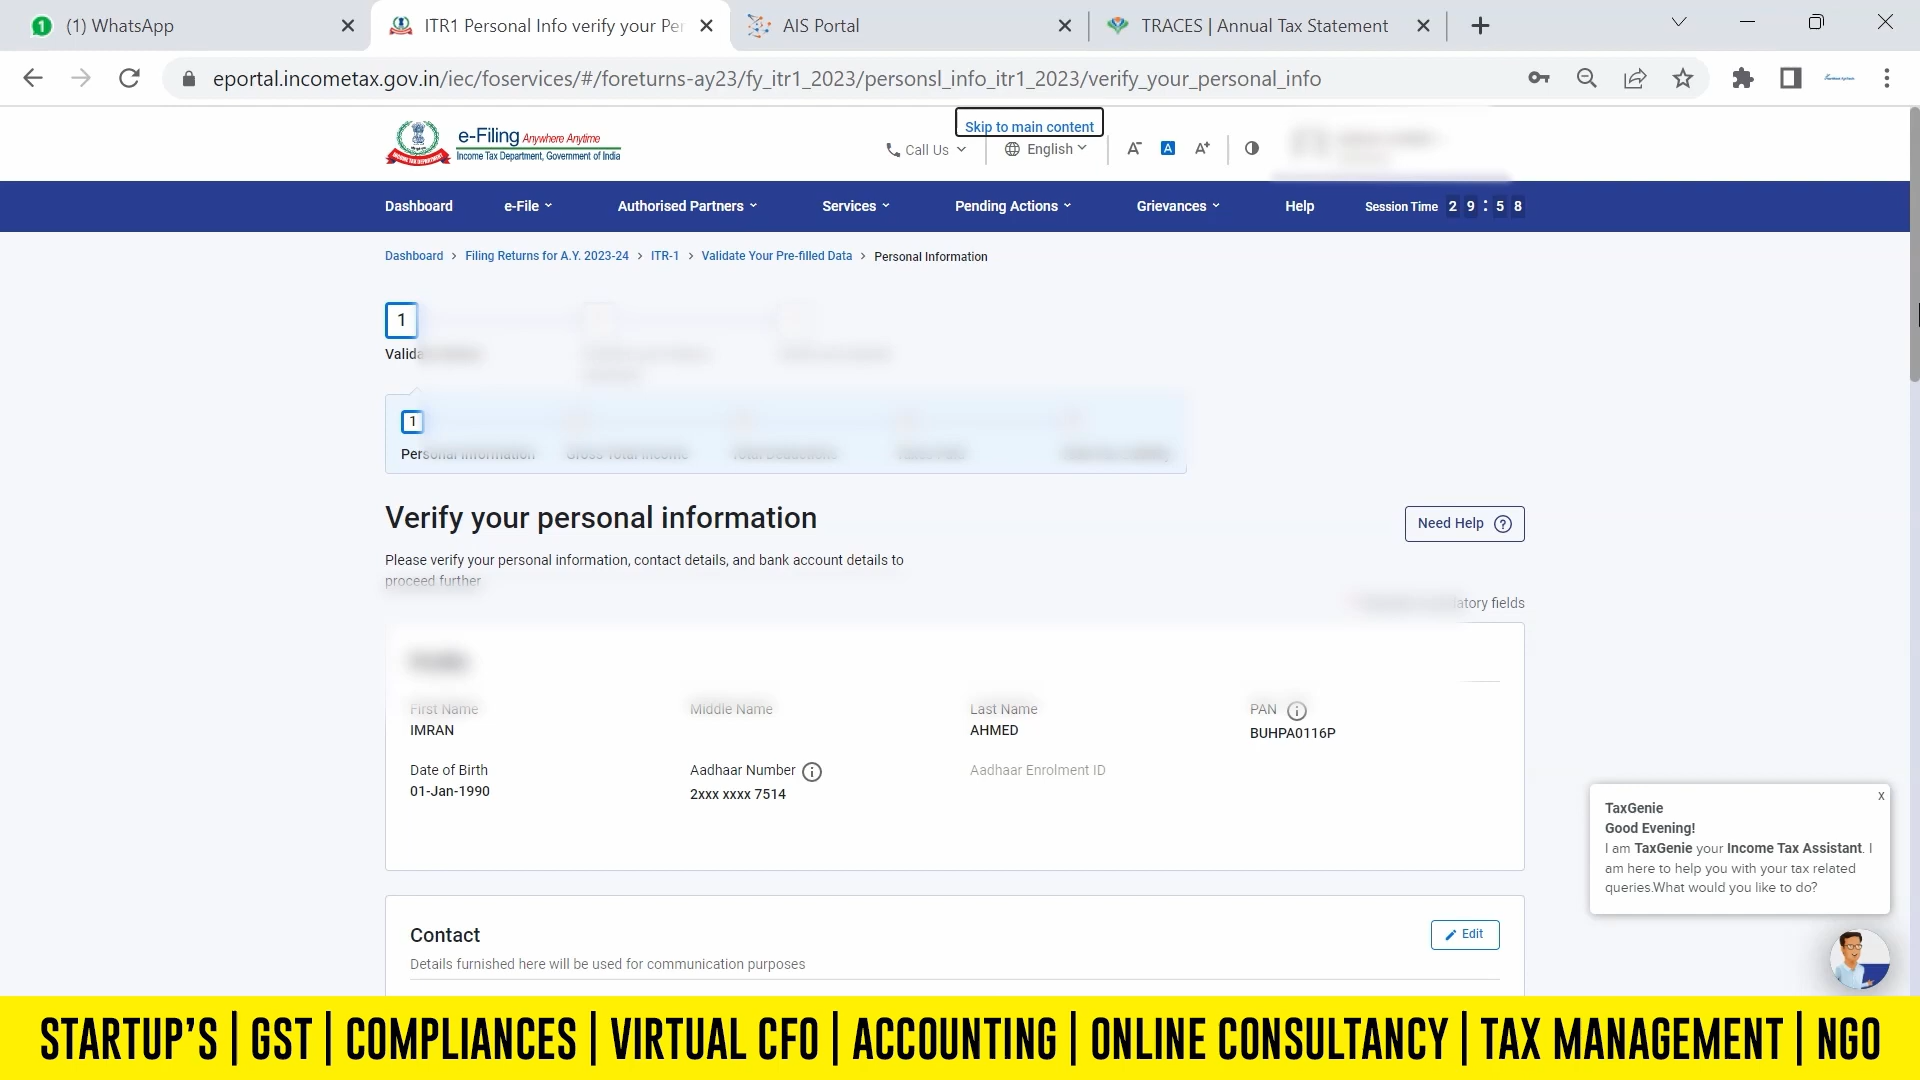 (1) WhatsApp
ITR1 Personal Info verify your Per
AIS Portal
TRACES | Annual Tax Statement
eportal.incometax.gov.in/iec/foservices/#/foreturns-ay23/fy_itr1_2023/personsl_info_itr1_2023/verify_your_personal_info
e-Filing Anywhere Anytime
Income Tax Department, Government of India
Skip to main content
Call Us
English
A-
A
A+
Dashboard
e-File
Authorised Partners
Services
Pending Actions
Grievances
Help
Session Time 2 9 : 5 8
Dashboard > Filing Returns for A.Y. 2023-24 > ITR-1 > Validate Your Pre-filled Data > Personal Information
1
1
Personal Information
Gross Total Income
Total Deductions
Verify your personal information
Need Help ?
Please verify your personal information, contact details, and bank account details to
proceed further
fields
First Name
Middle Name
Last Name
PAN
IMRAN
AHMED
BUHPA0116P
Date of Birth
Aadhaar Number
Aadhaar Enrolment ID
01-Jan-1990
2xxx xxxx 7514
x
TaxGenie
Good Evening!
I am TaxGenie your Income Tax Assistant. I
am here to help you with your tax related
queries.What would you like to do?
Contact
Edit
Details furnished here will be used for communication purposes
STARTUP'S | GST | COMPLIANCES | VIRTUAL CFO | ACCOUNTING | ONLINE CONSULTANCY | TAX MANAGEMENT | NGO